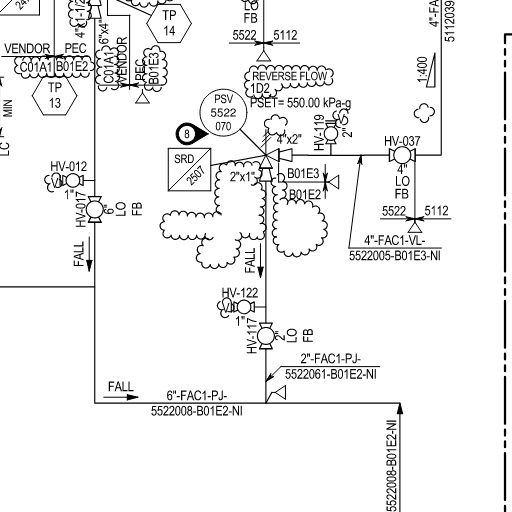 LO
FB
5522
5112
TP
14
4"x1-1/2"
6"x4"
VENDOR
PEC
C01A1
B01E2
C01A1
VENDOR
PEC
B01E3
TP
13
MIN
LC
REVERSE FLOW
1D2
PSET= 550.00 kPa-g
PSV
5522
070
8
SRD
2507
4"x2"
2"x1"
HV-119
2"
HV-037
4"
LO
FB
5522
5112
1:400
4"-FA
5112039
B01E3
B01E2
4"-FAC1-VL-
5522005-B01E3-NI
HV-012
1"
HV-017
6"
LO
FB
FALL
FALL
HV-122
1"
HV-117
2"
LO
FB
2"-FAC1-PJ-
5522061-B01E2-NI
FALL
6"-FAC1-PJ-
5522008-B01E2-NI
5522008-B01E2-NI